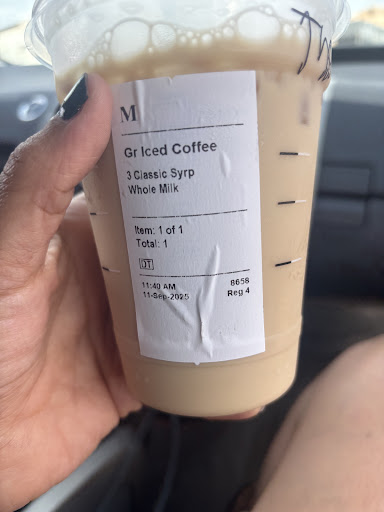 M
Gr Iced Coffee
3 Classic Syrp
Whole Milk
Item: 1 of 1
Total: 1
DT
11:40 AM 8658
11-Sep-2025 Reg 4